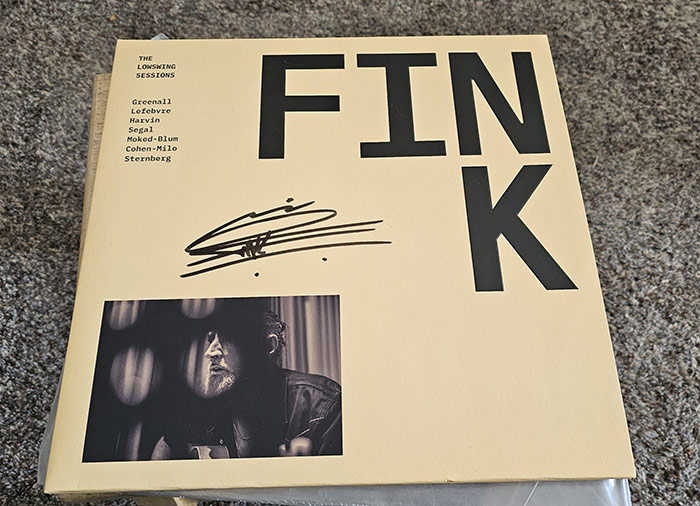 THE
LOWSWING
SESSIONS
Greenall
Lefebvre
Harvin
Segal
Moked-Blum
Cohen-Milo
Sternberg
FIN
K